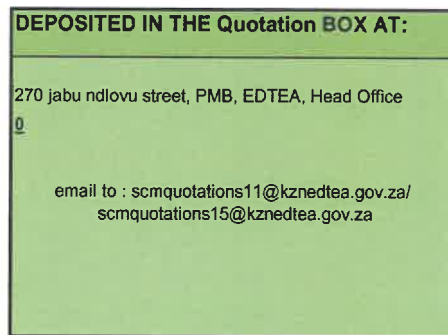 DEPOSITED IN THE Quotation BOX AT:
270 jabu ndlovu street, PMB, EDTEA, Head Office
0
email to : scmquotations11@kznedtea.gov.za/
scmquotations15@kznedtea.gov.za